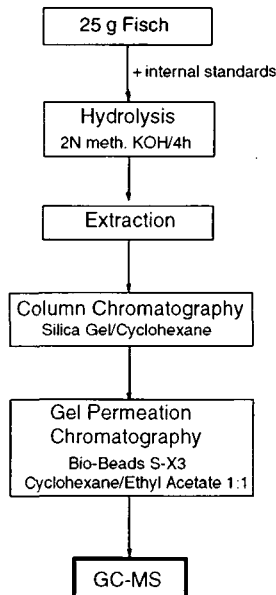 25 g Fisch
+ internal standards
Hydrolysis
2N meth. KOH/4h
Extraction
Column Chromatography
Silica Gel/Cyclohexane
Gel Permeation
Chromatography
Bio-Beads S-X3
Cyclohexane/Ethyl Acetate 1:1
GC-MS